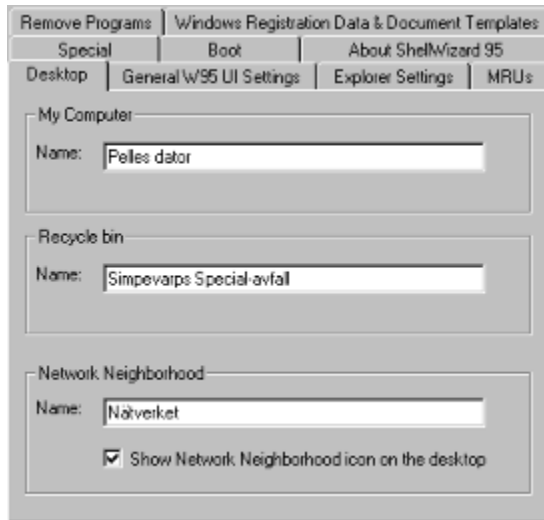 Remove Programs Windows Registration Data & Document Templates
Special Boot About ShellWizard 95
Desktop General W95 UI Settings Explorer Settings MRUs
My Computer
Name: Pelles dator
Recycle bin
Name: Simpevarps Special-avfall
Network Neighborhood
Name: Nätverket
Show Network Neighborhood icon on the desktop